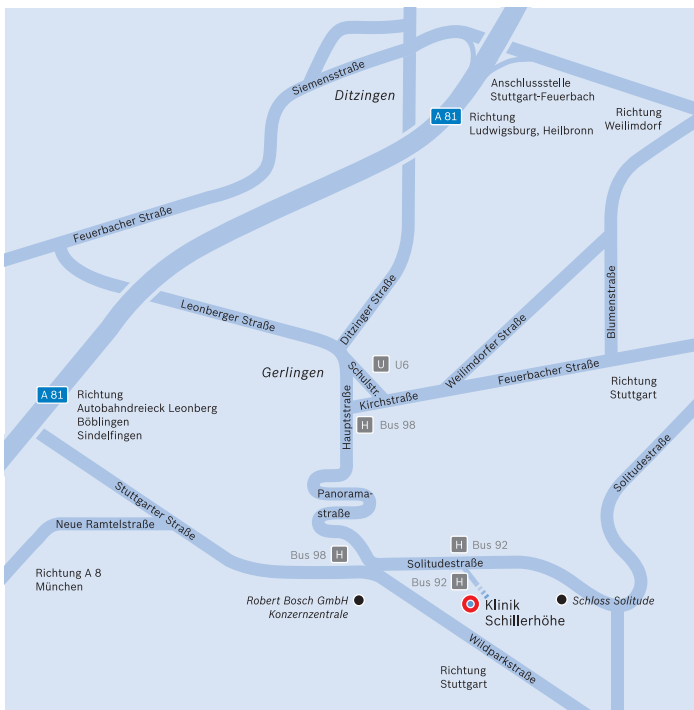 Siemensstraße
Ditzingen
Anschlussstelle
Stuttgart-Feuerbach
A 81
Richtung
Ludwigsburg, Heilbronn
Richtung
Weilimdorf
Feuerbacher Straße
Leonberger Straße
Ditzinger Straße
Blumenstraße
Weilimdorfer Straße
Gerlingen
U
U6
Schulstr.
Feuerbacher Straße
Kirchstraße
Hauptstraße
H
Bus 98
Richtung
Stuttgart
A 81
Richtung
Autobahndreieck Leonberg
Böblingen
Sindelfingen
Solitudestraße
Stuttgarter Straße
Panorama-
straße
Neue Ramtelstraße
Bus 98
H
H
Bus 92
Solitudestraße
Richtung A 8
München
Bus 92
H
Robert Bosch GmbH
Konzernzentrale
Klinik
Schillerhöhe
Schloss Solitude
Wildparkstraße
Richtung
Stuttgart